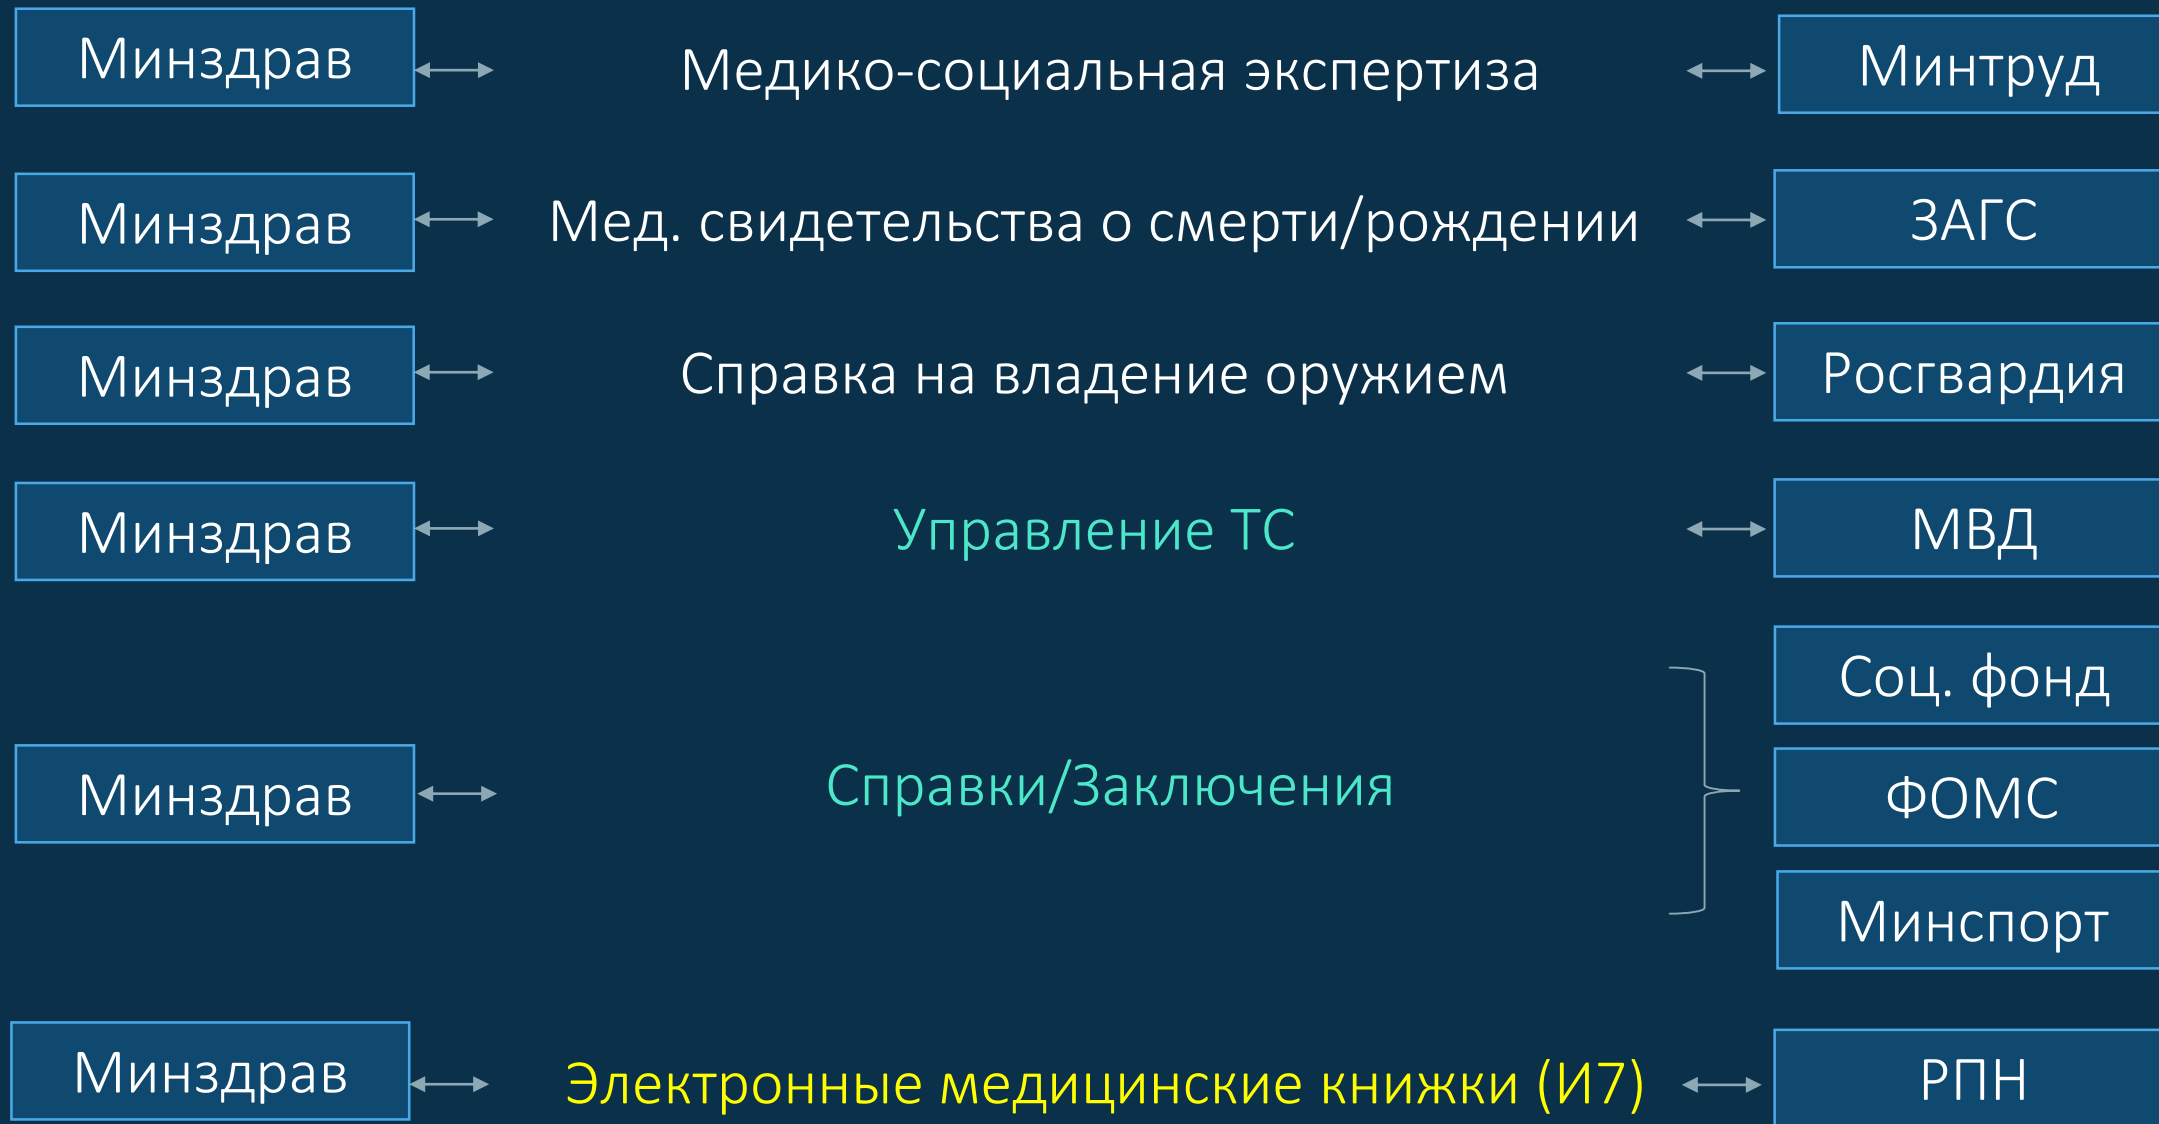 Минздрав
Медико-социальная экспертиза
Минтруд
Минздрав
Мед. свидетельства о смерти/рождении
ЗАГС
Минздрав
Справка на владение оружием
Росгвардия
Минздрав
Управление ТС
МВД
Соц. фонд
Минздрав
Справки/Заключения
ФОМС
Минспорт
Минздрав
Электронные медицинские книжки (И7)
РПН